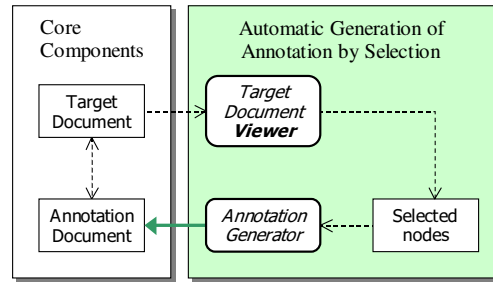 Core
Components
Automatic Generation of
Annotation by Selection
Target
Document
Target
Document
Viewer
Annotation
Document
Annotation
Generator
Selected
nodes